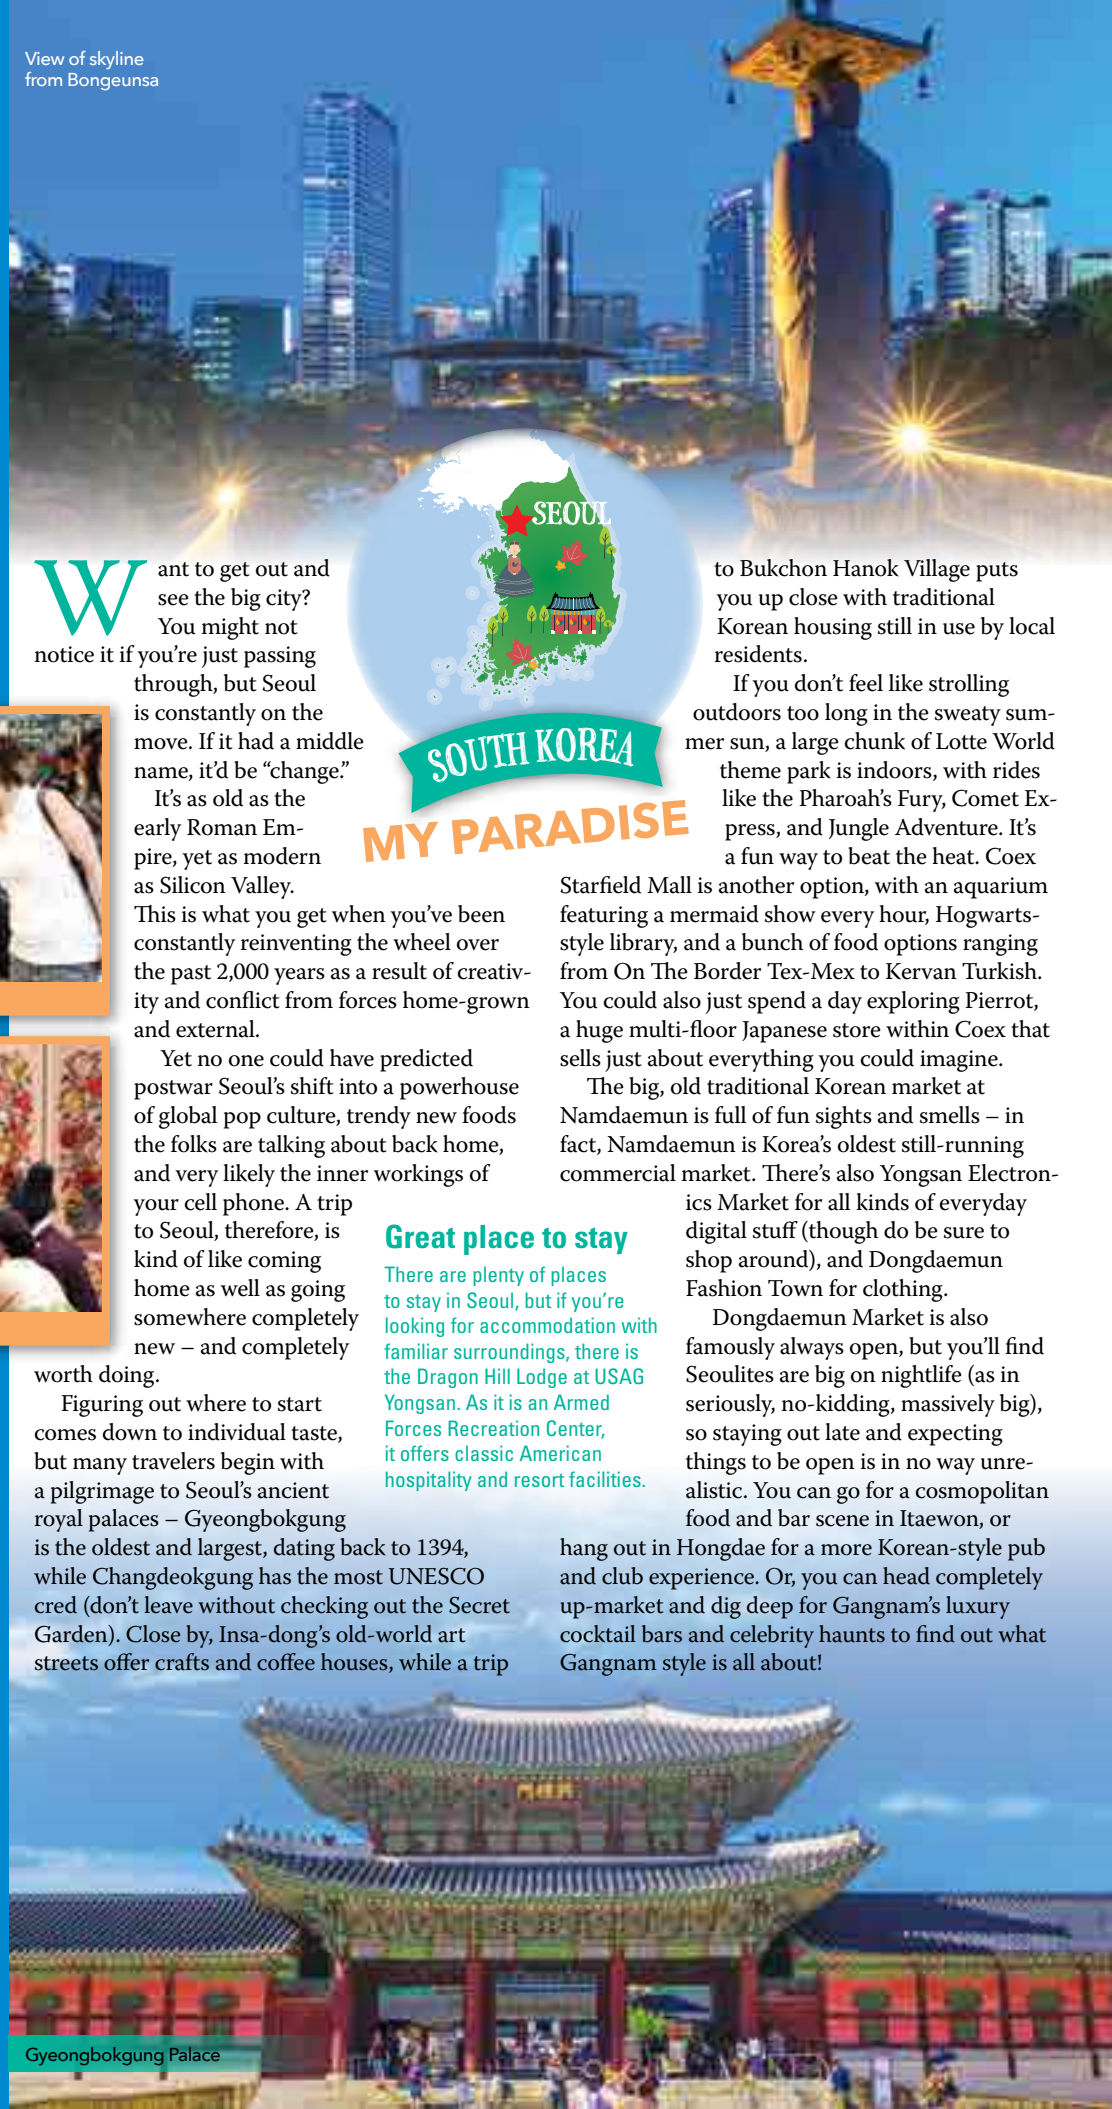 View of skyline
from Bongeunsa
SEOUL
SOUTH KOREA
MY PARADISE
Want to get out and
see the big city?
You might not
notice it if you’re just passing
through, but Seoul
is constantly on the
move. If it had a middle
name, it’d be “change.”
It’s as old as the
early Roman Em-
pire, yet as modern
as Silicon Valley.
This is what you get when you’ve been
constantly reinventing the wheel over
the past 2,000 years as a result of creativ-
ity and conflict from forces home-grown
and external.
Yet no one could have predicted
postwar Seoul’s shift into a powerhouse
of global pop culture, trendy new foods
the folks are talking about back home,
and very likely the inner workings of
your cell phone. A trip
to Seoul, therefore, is
kind of like coming
home as well as going
somewhere completely
new – and completely
worth doing.
Figuring out where to start
comes down to individual taste,
but many travelers begin with
a pilgrimage to Seoul’s ancient
royal palaces – Gyeongbokgung
is the oldest and largest, dating back to 1394,
while Changdeokgung has the most UNESCO
cred (don’t leave without checking out the Secret
Garden). Close by, Insa-dong’s old-world art
streets offer crafts and coffee houses, while a trip
to Bukchon Hanok Village puts
you up close with traditional
Korean housing still in use by local
residents.
If you don’t feel like strolling
outdoors too long in the sweaty sum-
mer sun, a large chunk of Lotte World
theme park is indoors, with rides
like the Pharoah’s Fury, Comet Ex-
press, and Jungle Adventure. It’s
a fun way to beat the heat. Coex
Starfield Mall is another option, with an aquarium
featuring a mermaid show every hour, Hogwarts-
style library, and a bunch of food options ranging
from On The Border Tex-Mex to Kervan Turkish.
You could also just spend a day exploring Pierrot,
a huge multi-floor Japanese store within Coex that
sells just about everything you could imagine.
The big, old traditional Korean market at
Namdaemun is full of fun sights and smells – in
fact, Namdaemun is Korea’s oldest still-running
commercial market. There’s also Yongsan Electron-
ics Market for all kinds of everyday
digital stuff (though do be sure to
shop around), and Dongdaemun
Fashion Town for clothing.
Dongdaemun Market is also
famously always open, but you’ll find
Seoulites are big on nightlife (as in
seriously, no-kidding, massively big),
so staying out late and expecting
things to be open is in no way unre-
alistic. You can go for a cosmopolitan
food and bar scene in Itaewon, or
hang out in Hongdae for a more Korean-style pub
and club experience. Or, you can head completely
up-market and dig deep for Gangnam’s luxury
cocktail bars and celebrity haunts to find out what
Gangnam style is all about!
Great place to stay
There are plenty of places
to stay in Seoul, but if you’re
looking for accommodation with
familiar surroundings, there is
the Dragon Hill Lodge at USAG
Yongsan. As it is an Armed
Forces Recreation Center,
it offers classic American
hospitality and resort facilities.
Gyeongbokgung Palace